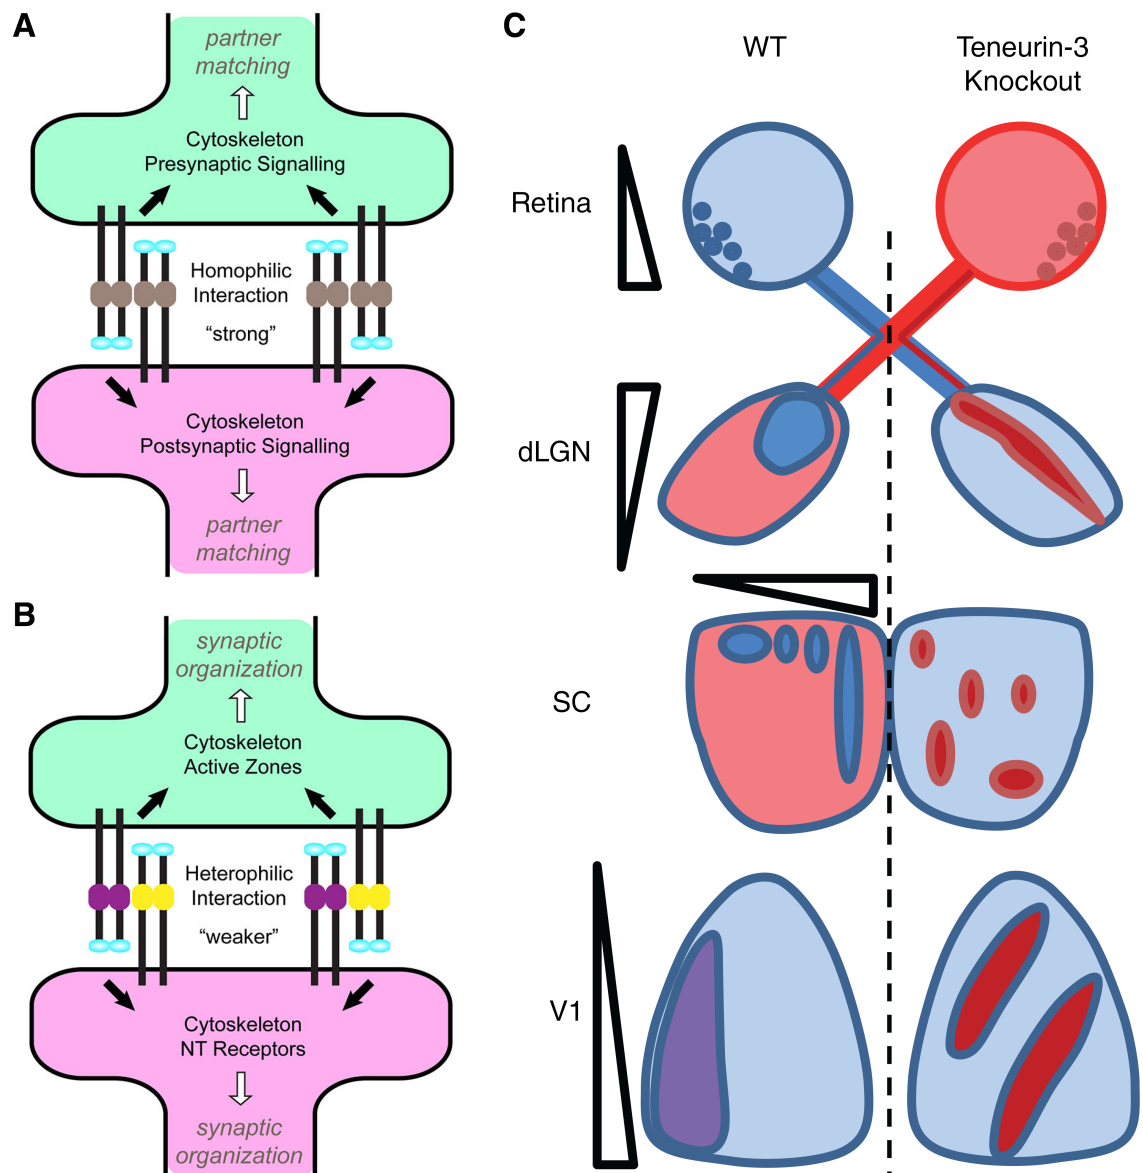 A
partner
matching
Cytoskeleton
Presynaptic Signalling
Homophilic
Interaction
“strong”
Cytoskeleton
Postsynaptic Signalling
partner
matching
B
synaptic
organization
Cytoskeleton
Active Zones
Heterophilic
Interaction
“weaker”
Cytoskeleton
NT Receptors
synaptic
organization
C
WT
Teneurin-3
Knockout
Retina
dLGN
SC
V1